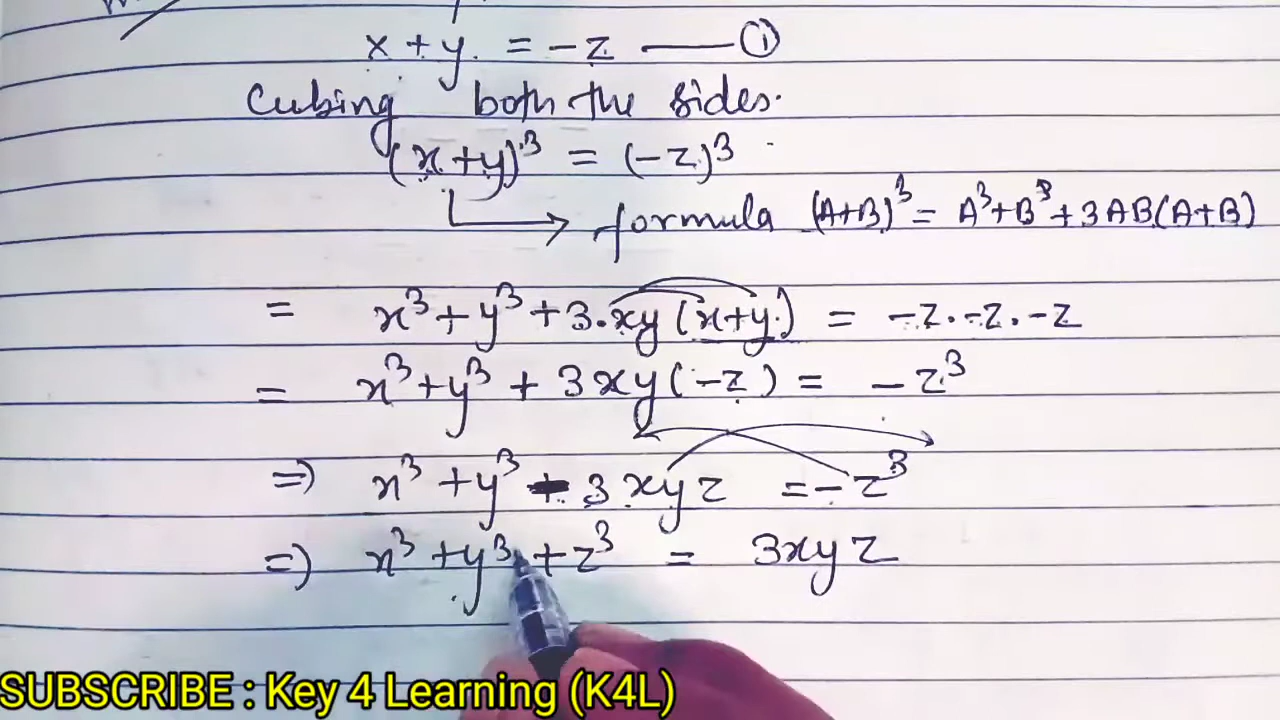 x + y = -z —— ①
Cubing both the sides.
(x+y)³ = (-z)³
formula (A+B)³ = A³+B³+3AB(A+B)
= x³+y³+3.xy(x+y) = -z.-z.-z
= x³+y³ + 3xy(-z) = -z³
=) x³ +y³ - 3xyz = -z³
=) x³ +y³ +z³ = 3xyz
SUBSCRIBE : Key 4 Learning (K4L)